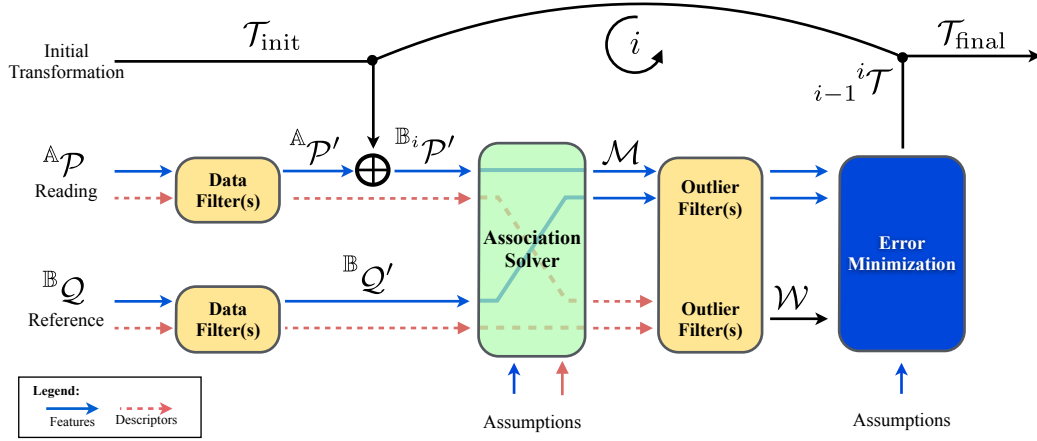 𝒯init
i
𝒯final
Initial
Transformation
i−1 i𝒯
𝔸𝒫
𝔸𝒫′
𝔹i𝒫′
ℳ
Reading
Data
Filter(s)
Outlier
Filter(s)
Association
Solver
Error
Minimization
𝔹𝒬
𝔹𝒬′
Reference
Data
Filter(s)
Outlier
Filter(s)
𝒲
Legend:
Features
Descriptors
Assumptions
Assumptions